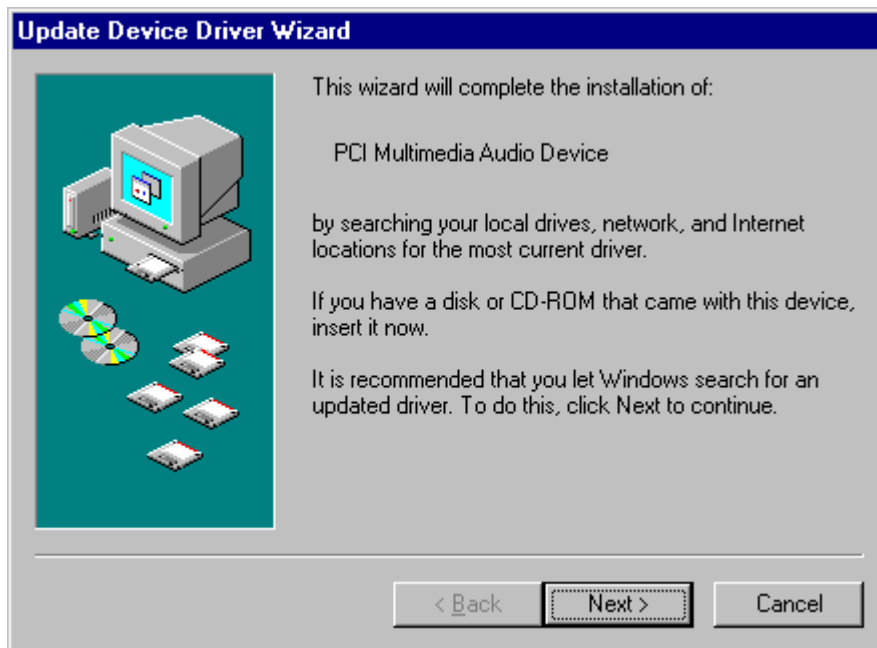 Update Device Driver Wizard
This wizard will complete the installation of:
PCI Multimedia Audio Device
by searching your local drives, network, and Internet
locations for the most current driver.
If you have a disk or CD-ROM that came with this device,
insert it now.
It is recommended that you let Windows search for an
updated driver. To do this, click Next to continue.
< Back
Next >
Cancel